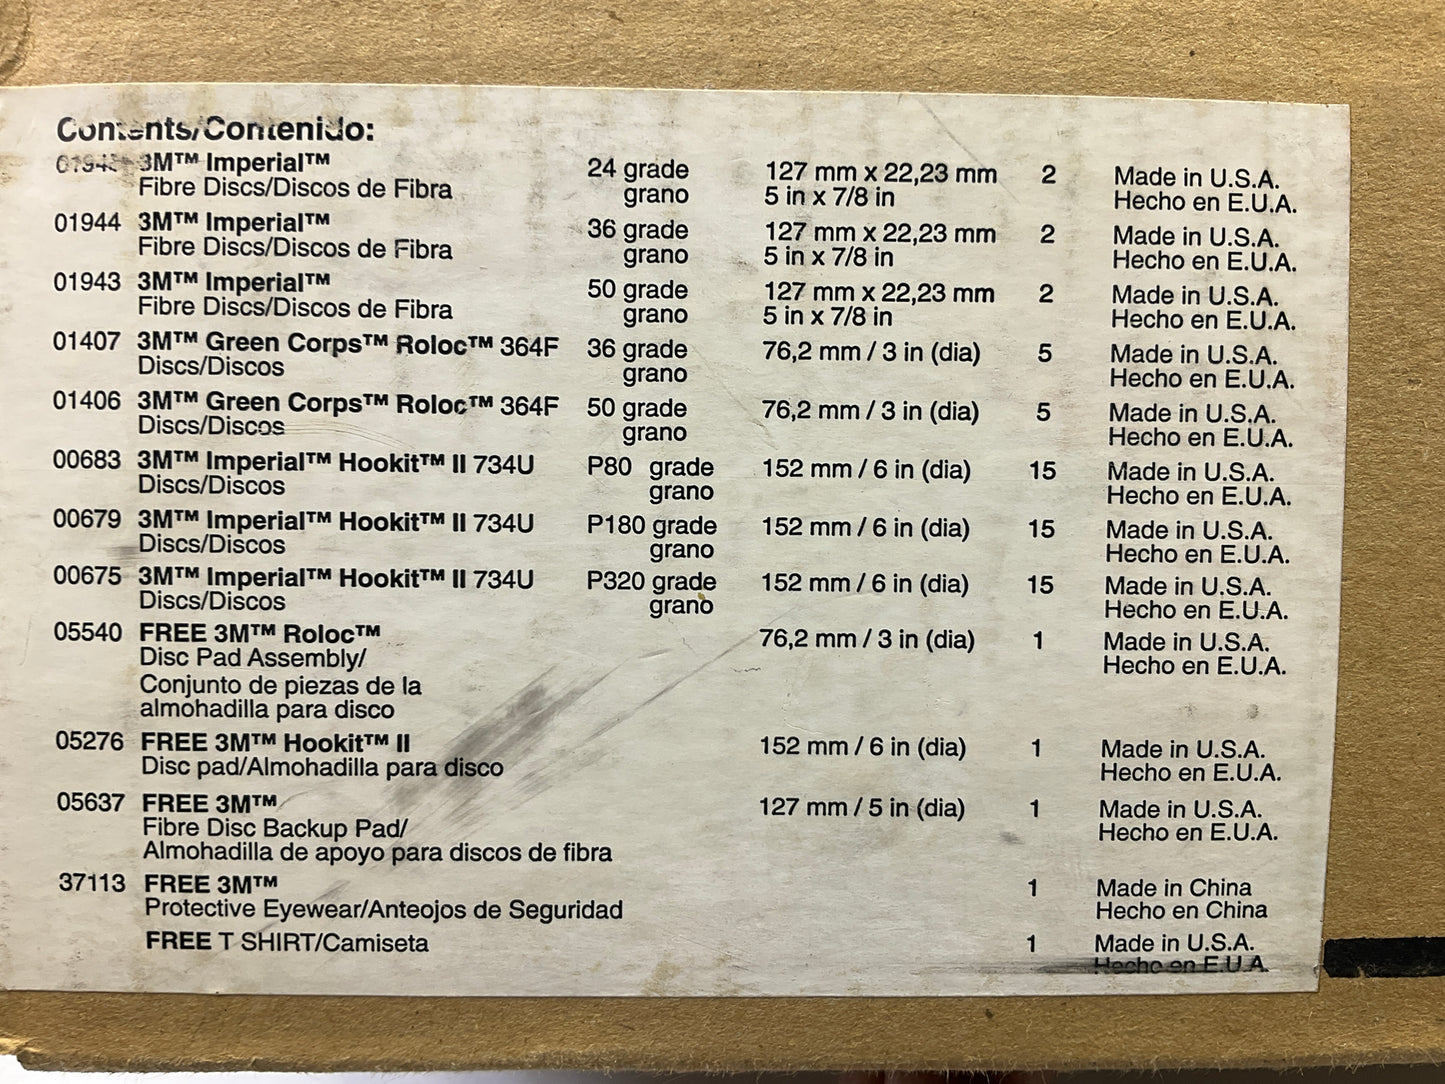 Contents/Contenido:
3M™ Imperial™ 24 grade 127 mm x 22,23 mm 2 Made in U.S.A.
Fibre Discs/Discos de Fibra grano 5 in x 7/8 in Hecho en E.U.A.
01944 3M™ Imperial™ 36 grade 127 mm x 22,23 mm 2 Made in U.S.A.
Fibre Discs/Discos de Fibra grano 5 in x 7/8 in Hecho en E.U.A.
01943 3M™ Imperial™ 50 grade 127 mm x 22,23 mm 2 Made in U.S.A.
Fibre Discs/Discos de Fibra grano 5 in x 7/8 in Hecho en E.U.A.
01407 3M™ Green Corps™ Roloc™ 364F 36 grade 76,2 mm / 3 in (dia) 5 Made in U.S.A.
Discs/Discos grano Hecho en E.U.A.
01406 3M™ Green Corps™ Roloc™ 364F 50 grade 76,2 mm / 3 in (dia) 5 Made in U.S.A.
Discs/Discos grano Hecho en E.U.A.
00683 3M™ Imperial™ Hookit™ II 734U P80 grade 152 mm / 6 in (dia) 15 Made in U.S.A.
Discs/Discos grano Hecho en E.U.A.
00679 3M™ Imperial™ Hookit™ II 734U P180 grade 152 mm / 6 in (dia) 15 Made in U.S.A.
Discs/Discos grano Hecho en E.U.A.
00675 3M™ Imperial™ Hookit™ II 734U P320 grade 152 mm / 6 in (dia) 15 Made in U.S.A.
Discs/Discos grano Hecho en E.U.A.
05540 FREE 3M™ Roloc™ 76,2 mm / 3 in (dia) 1 Made in U.S.A.
Disc Pad Assembly/ Hecho en E.U.A.
Conjunto de piezas de la
almohadilla para disco
05276 FREE 3M™ Hookit™ II 152 mm / 6 in (dia) 1 Made in U.S.A.
Disc pad/Almohadilla para disco Hecho en E.U.A.
05637 FREE 3M™ 127 mm / 5 in (dia) 1 Made in U.S.A.
Fibre Disc Backup Pad/ Hecho en E.U.A.
Almohadilla de apoyo para discos de fibra
37113 FREE 3M™ 1 Made in China
Protective Eyewear/Anteojos de Seguridad Hecho en China
FREE T SHIRT/Camiseta 1 Made in U.S.A.
Hecho en E.U.A.